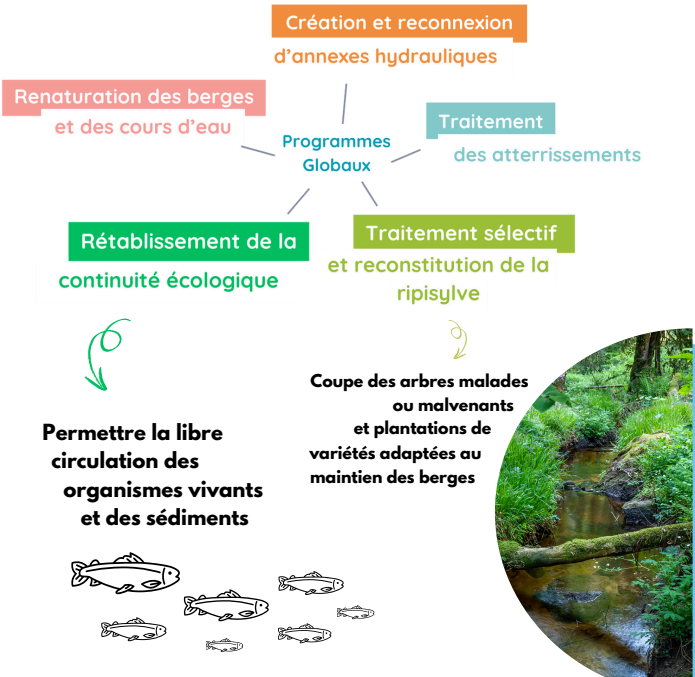 Création et reconnexion
d'annexes hydrauliques
Renaturation des berges
et des cours d'eau
Traitement
des atterrissements
Programmes
Globaux
Rétablissement de la
continuité écologique
Traitement sélectif
et reconstitution de la
ripisylve
Permettre la libre
circulation des
organismes vivants
et des sédiments
Coupe des arbres malades
ou malvenants
et plantations de
variétés adaptées au
maintien des berges